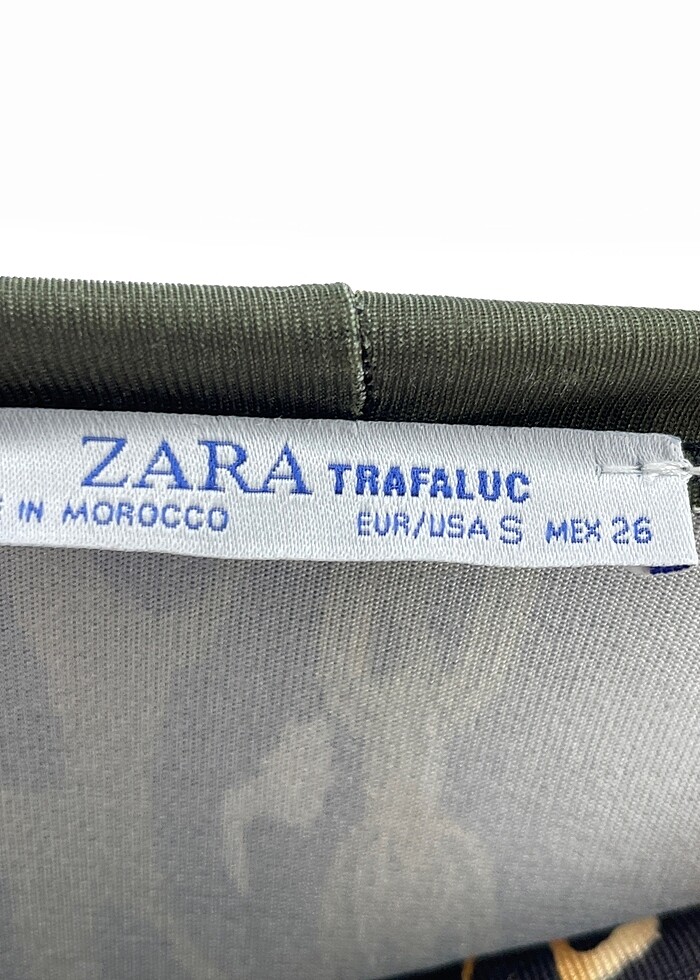 ZARA TRAFALUC
IN MOROCCO EUR/USA S MEX 26